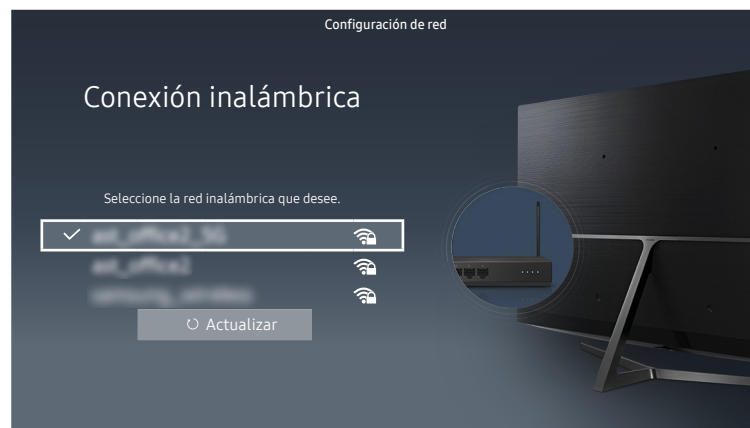 Configuración de red
Conexión inalámbrica
Seleccione la red inalámbrica que desee.
Actualizar